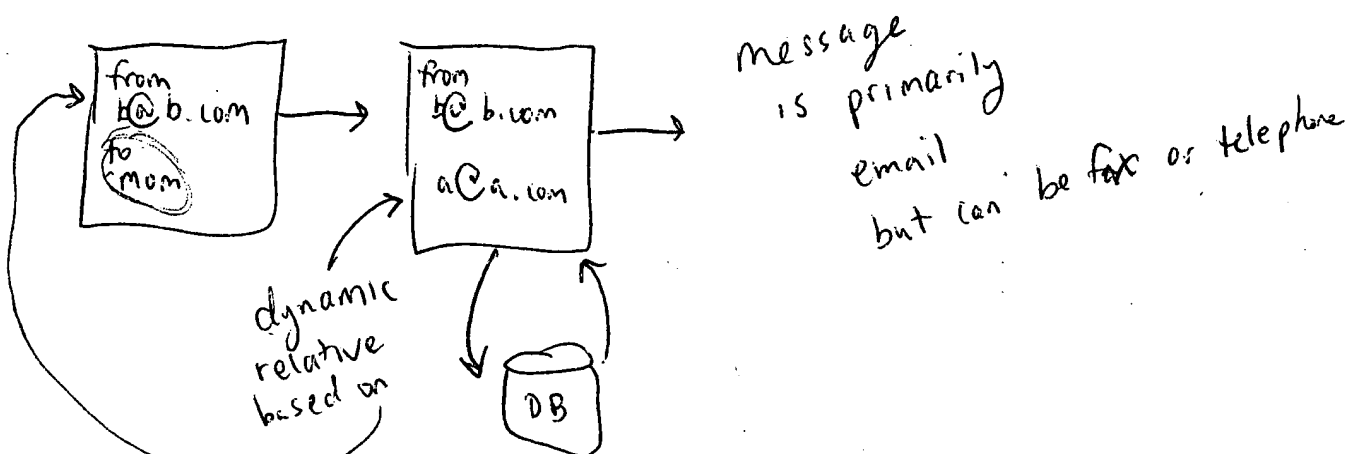 from
b@b.com
to
mom
from
b@b.com
a@a.com
message
is primarily
email
but can be fax or telephone
dynamic
relative
based on
DB